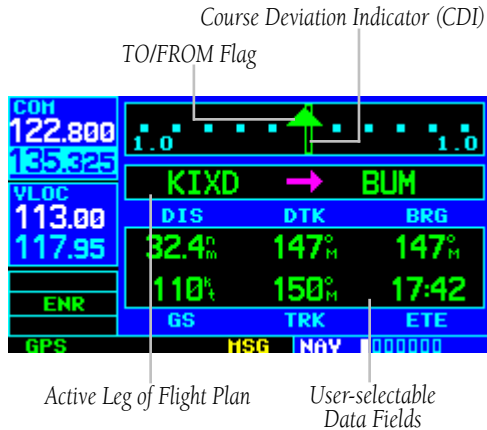 Course Deviation Indicator (CDI)
TO/FROM Flag
COM
122.800
135.325
1.0 1.0
KIXD → BUM
VLOC
113.00
117.95
DIS DTK BRG
32.4nm 147°M 147°M
110kt 150°M 17:42
ENR
GS TRK ETE
GPS MSG NAV
Active Leg of Flight Plan
User-selectable
Data Fields